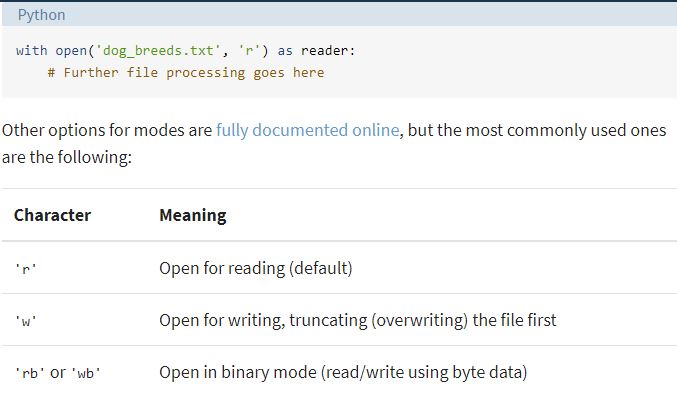 Python
with open('dog_breeds.txt', 'r') as reader:
    # Further file processing goes here
Other options for modes are fully documented online, but the most commonly used ones
are the following:
Character Meaning
'r' Open for reading (default)
'w' Open for writing, truncating (overwriting) the file first
'rb' or 'wb' Open in binary mode (read/write using byte data)